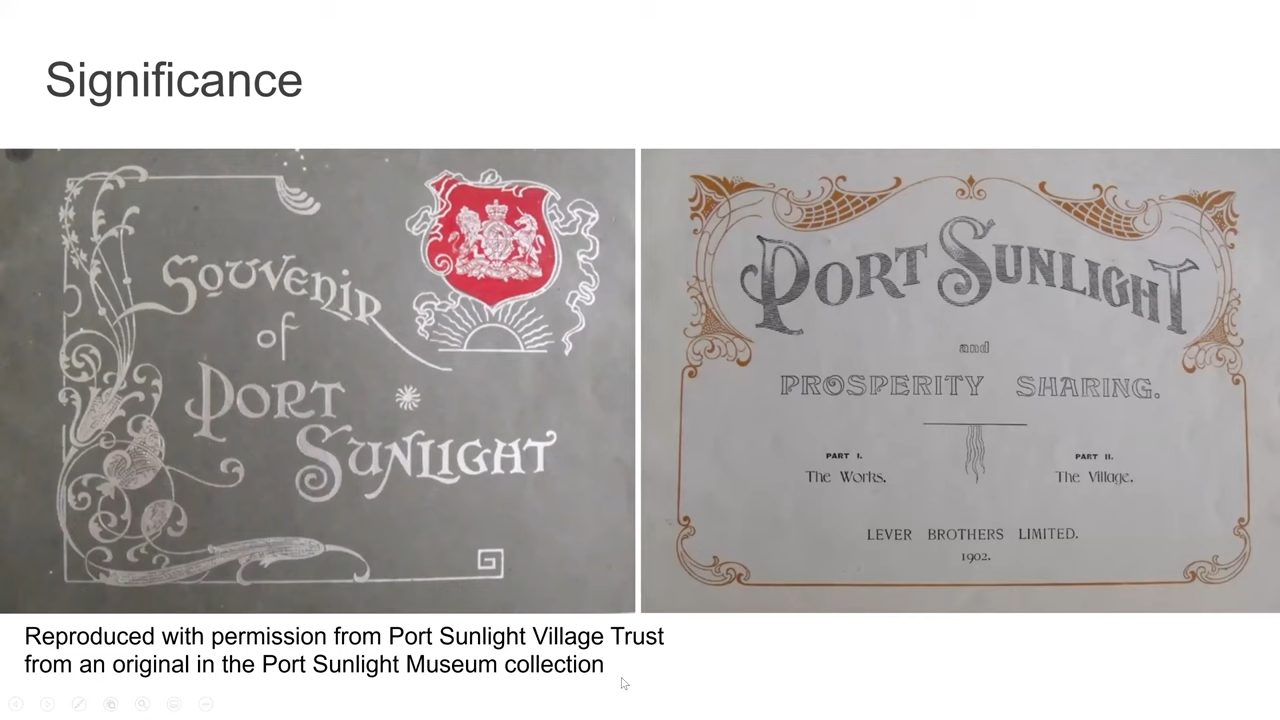 Significance
Souvenir
of
Port
Sunlight
Port Sunlight
and
PROSPERITY SHARING.
PART I.
The Works.
PART II.
The Village.
LEVER BROTHERS LIMITED.
1902.
Reproduced with permission from Port Sunlight Village Trust
from an original in the Port Sunlight Museum collection